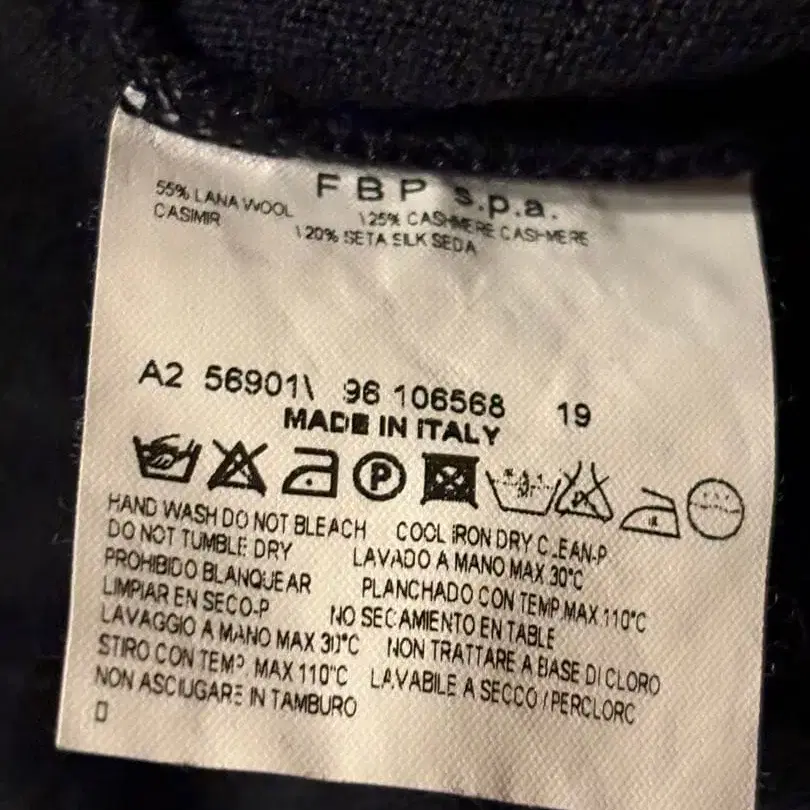 FBP s.p.a.
55% LANA WOOL \25% CASHMERE CASHMERE
CASIMIR \20% SETA SILK SEDA
A2 56901\ 96 106568 19
MADE IN ITALY
P
HAND WASH DO NOT BLEACH COOL IRON DRY CLEAN-P
DO NOT TUMBLE DRY LAVADO A MANO MAX 30°C
PROHIBIDO BLANQUEAR PLANCHADO CON TEMP.MAX 110°C
LIMPIAR EN SECO-P NO SECAMIENTO EN TABLE
LAVAGGIO A MANO MAX 30°C NON TRATTARE A BASE DI CLORO
STIRO CON TEMP. MAX 110°C LAVABILE A SECCO / PERCLORC
NON ASCIUGARE IN TAMBURO